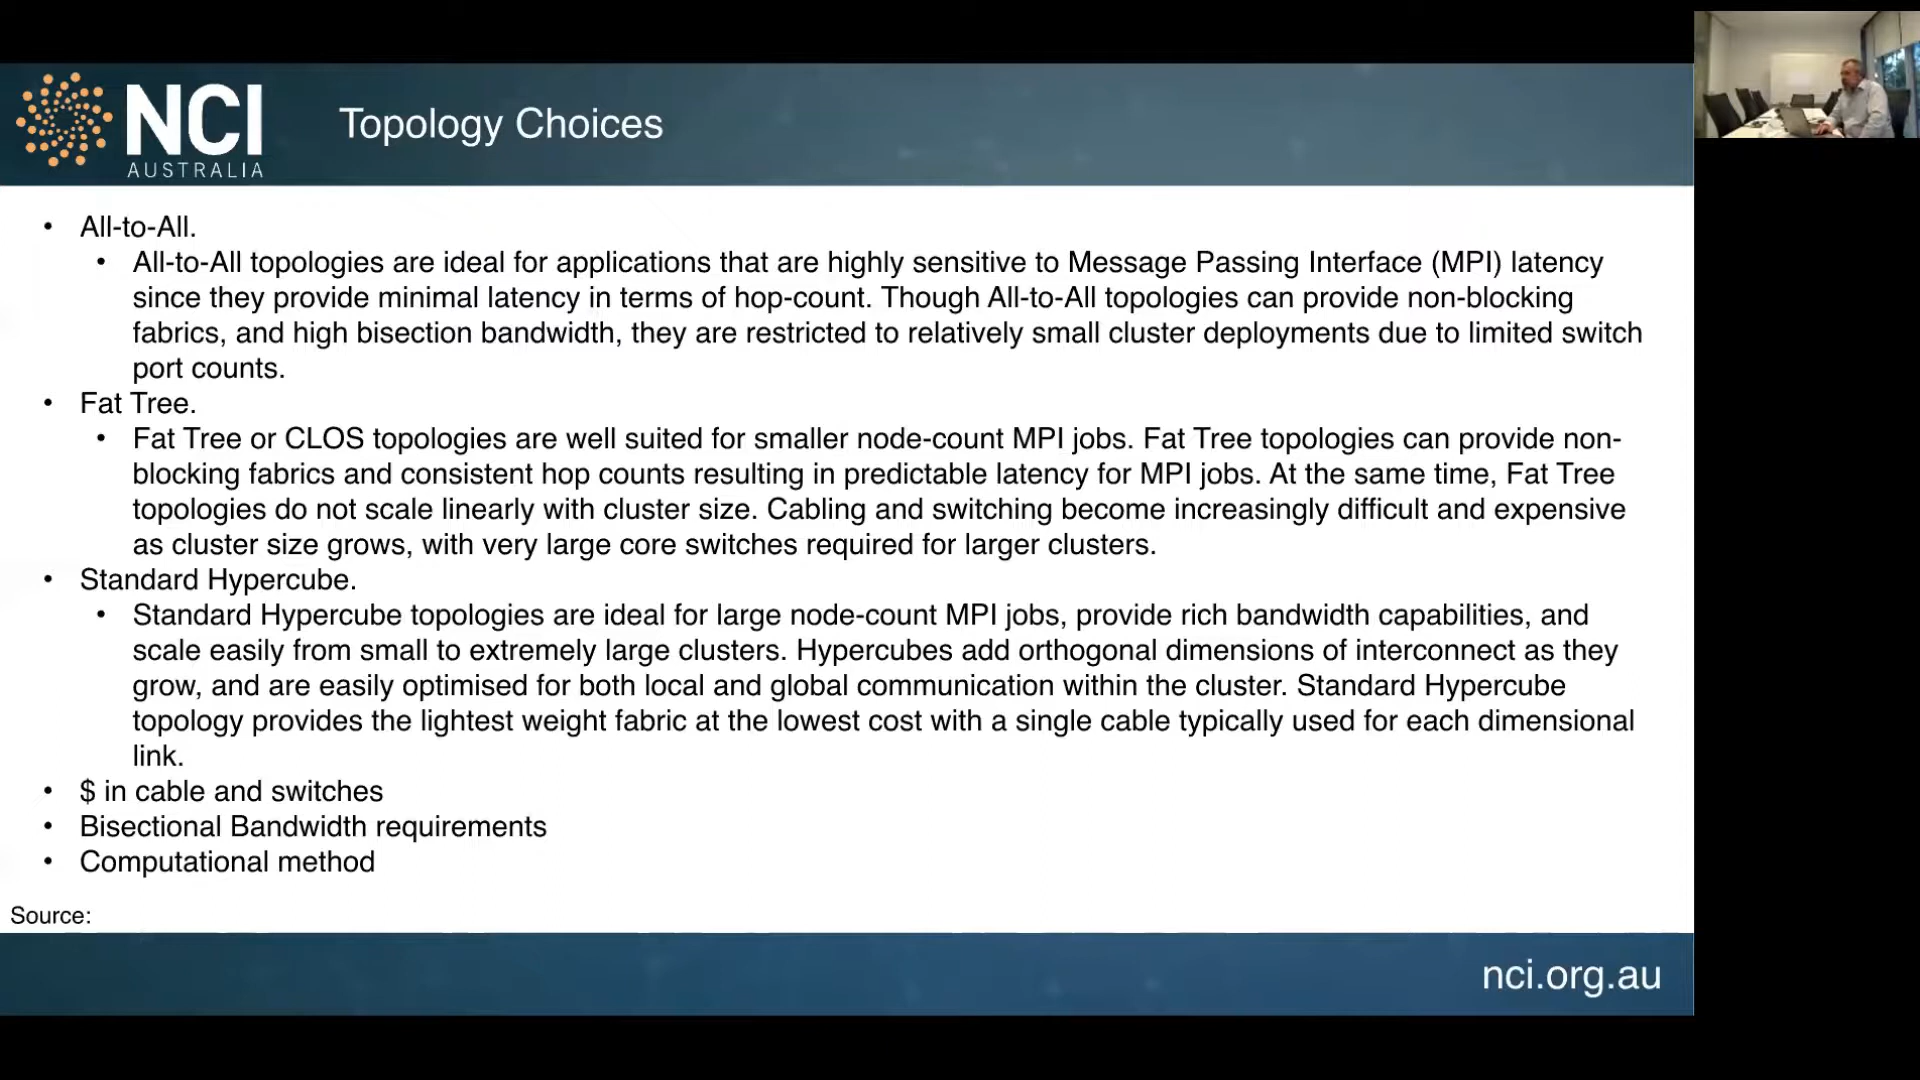 NCI
AUSTRALIA
Topology Choices
• All-to-All.
• All-to-All topologies are ideal for applications that are highly sensitive to Message Passing Interface (MPI) latency
since they provide minimal latency in terms of hop-count. Though All-to-All topologies can provide non-blocking
fabrics, and high bisection bandwidth, they are restricted to relatively small cluster deployments due to limited switch
port counts.
• Fat Tree.
• Fat Tree or CLOS topologies are well suited for smaller node-count MPI jobs. Fat Tree topologies can provide non-
blocking fabrics and consistent hop counts resulting in predictable latency for MPI jobs. At the same time, Fat Tree
topologies do not scale linearly with cluster size. Cabling and switching become increasingly difficult and expensive
as cluster size grows, with very large core switches required for larger clusters.
• Standard Hypercube.
• Standard Hypercube topologies are ideal for large node-count MPI jobs, provide rich bandwidth capabilities, and
scale easily from small to extremely large clusters. Hypercubes add orthogonal dimensions of interconnect as they
grow, and are easily optimised for both local and global communication within the cluster. Standard Hypercube
topology provides the lightest weight fabric at the lowest cost with a single cable typically used for each dimensional
link.
• $ in cable and switches
• Bisectional Bandwidth requirements
• Computational method
Source:
nci.org.au